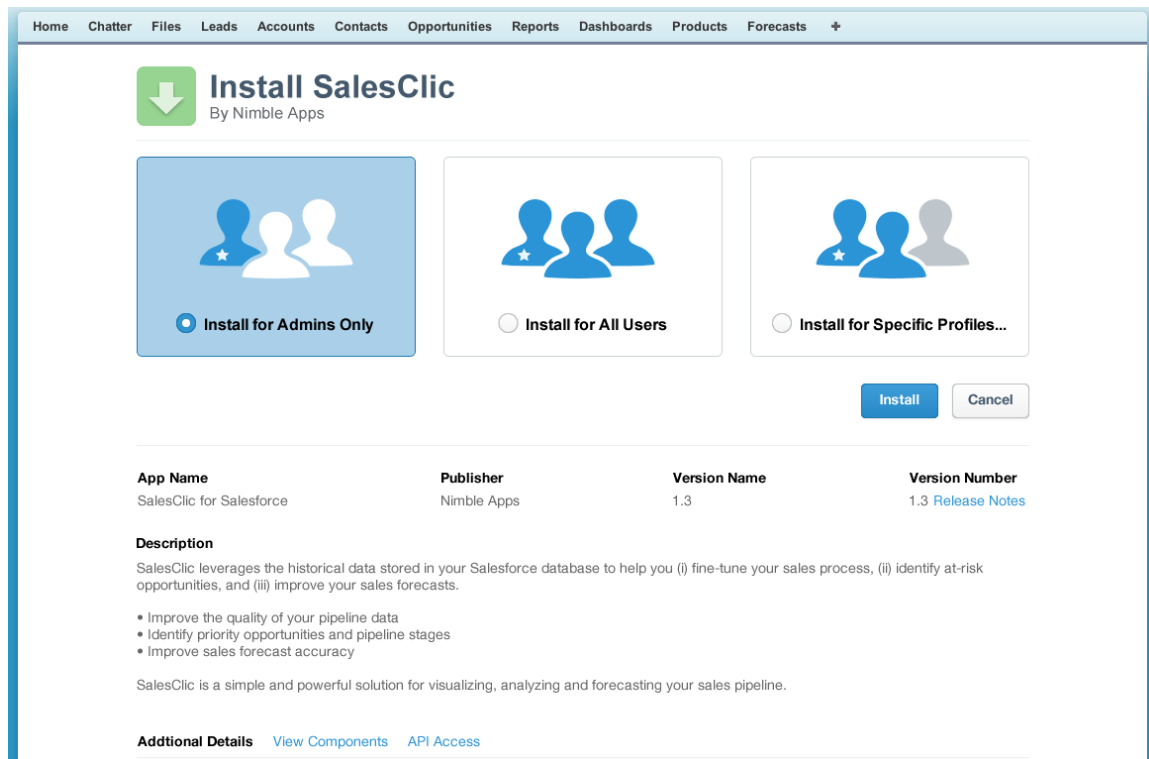 Home Chatter Files Leads Accounts Contacts Opportunities Reports Dashboards Products Forecasts +
Install SalesClic
By Nimble Apps
Install for Admins Only
Install for All Users
Install for Specific Profiles...
Install Cancel
App Name Publisher Version Name Version Number
SalesClic for Salesforce Nimble Apps 1.3 1.3 Release Notes
Description
SalesClic leverages the historical data stored in your Salesforce database to help you (i) fine-tune your sales process, (ii) identify at-risk
opportunities, and (iii) improve your sales forecasts.
• Improve the quality of your pipeline data
• Identify priority opportunities and pipeline stages
• Improve sales forecast accuracy
SalesClic is a simple and powerful solution for visualizing, analyzing and forecasting your sales pipeline.
Addtional Details View Components API Access